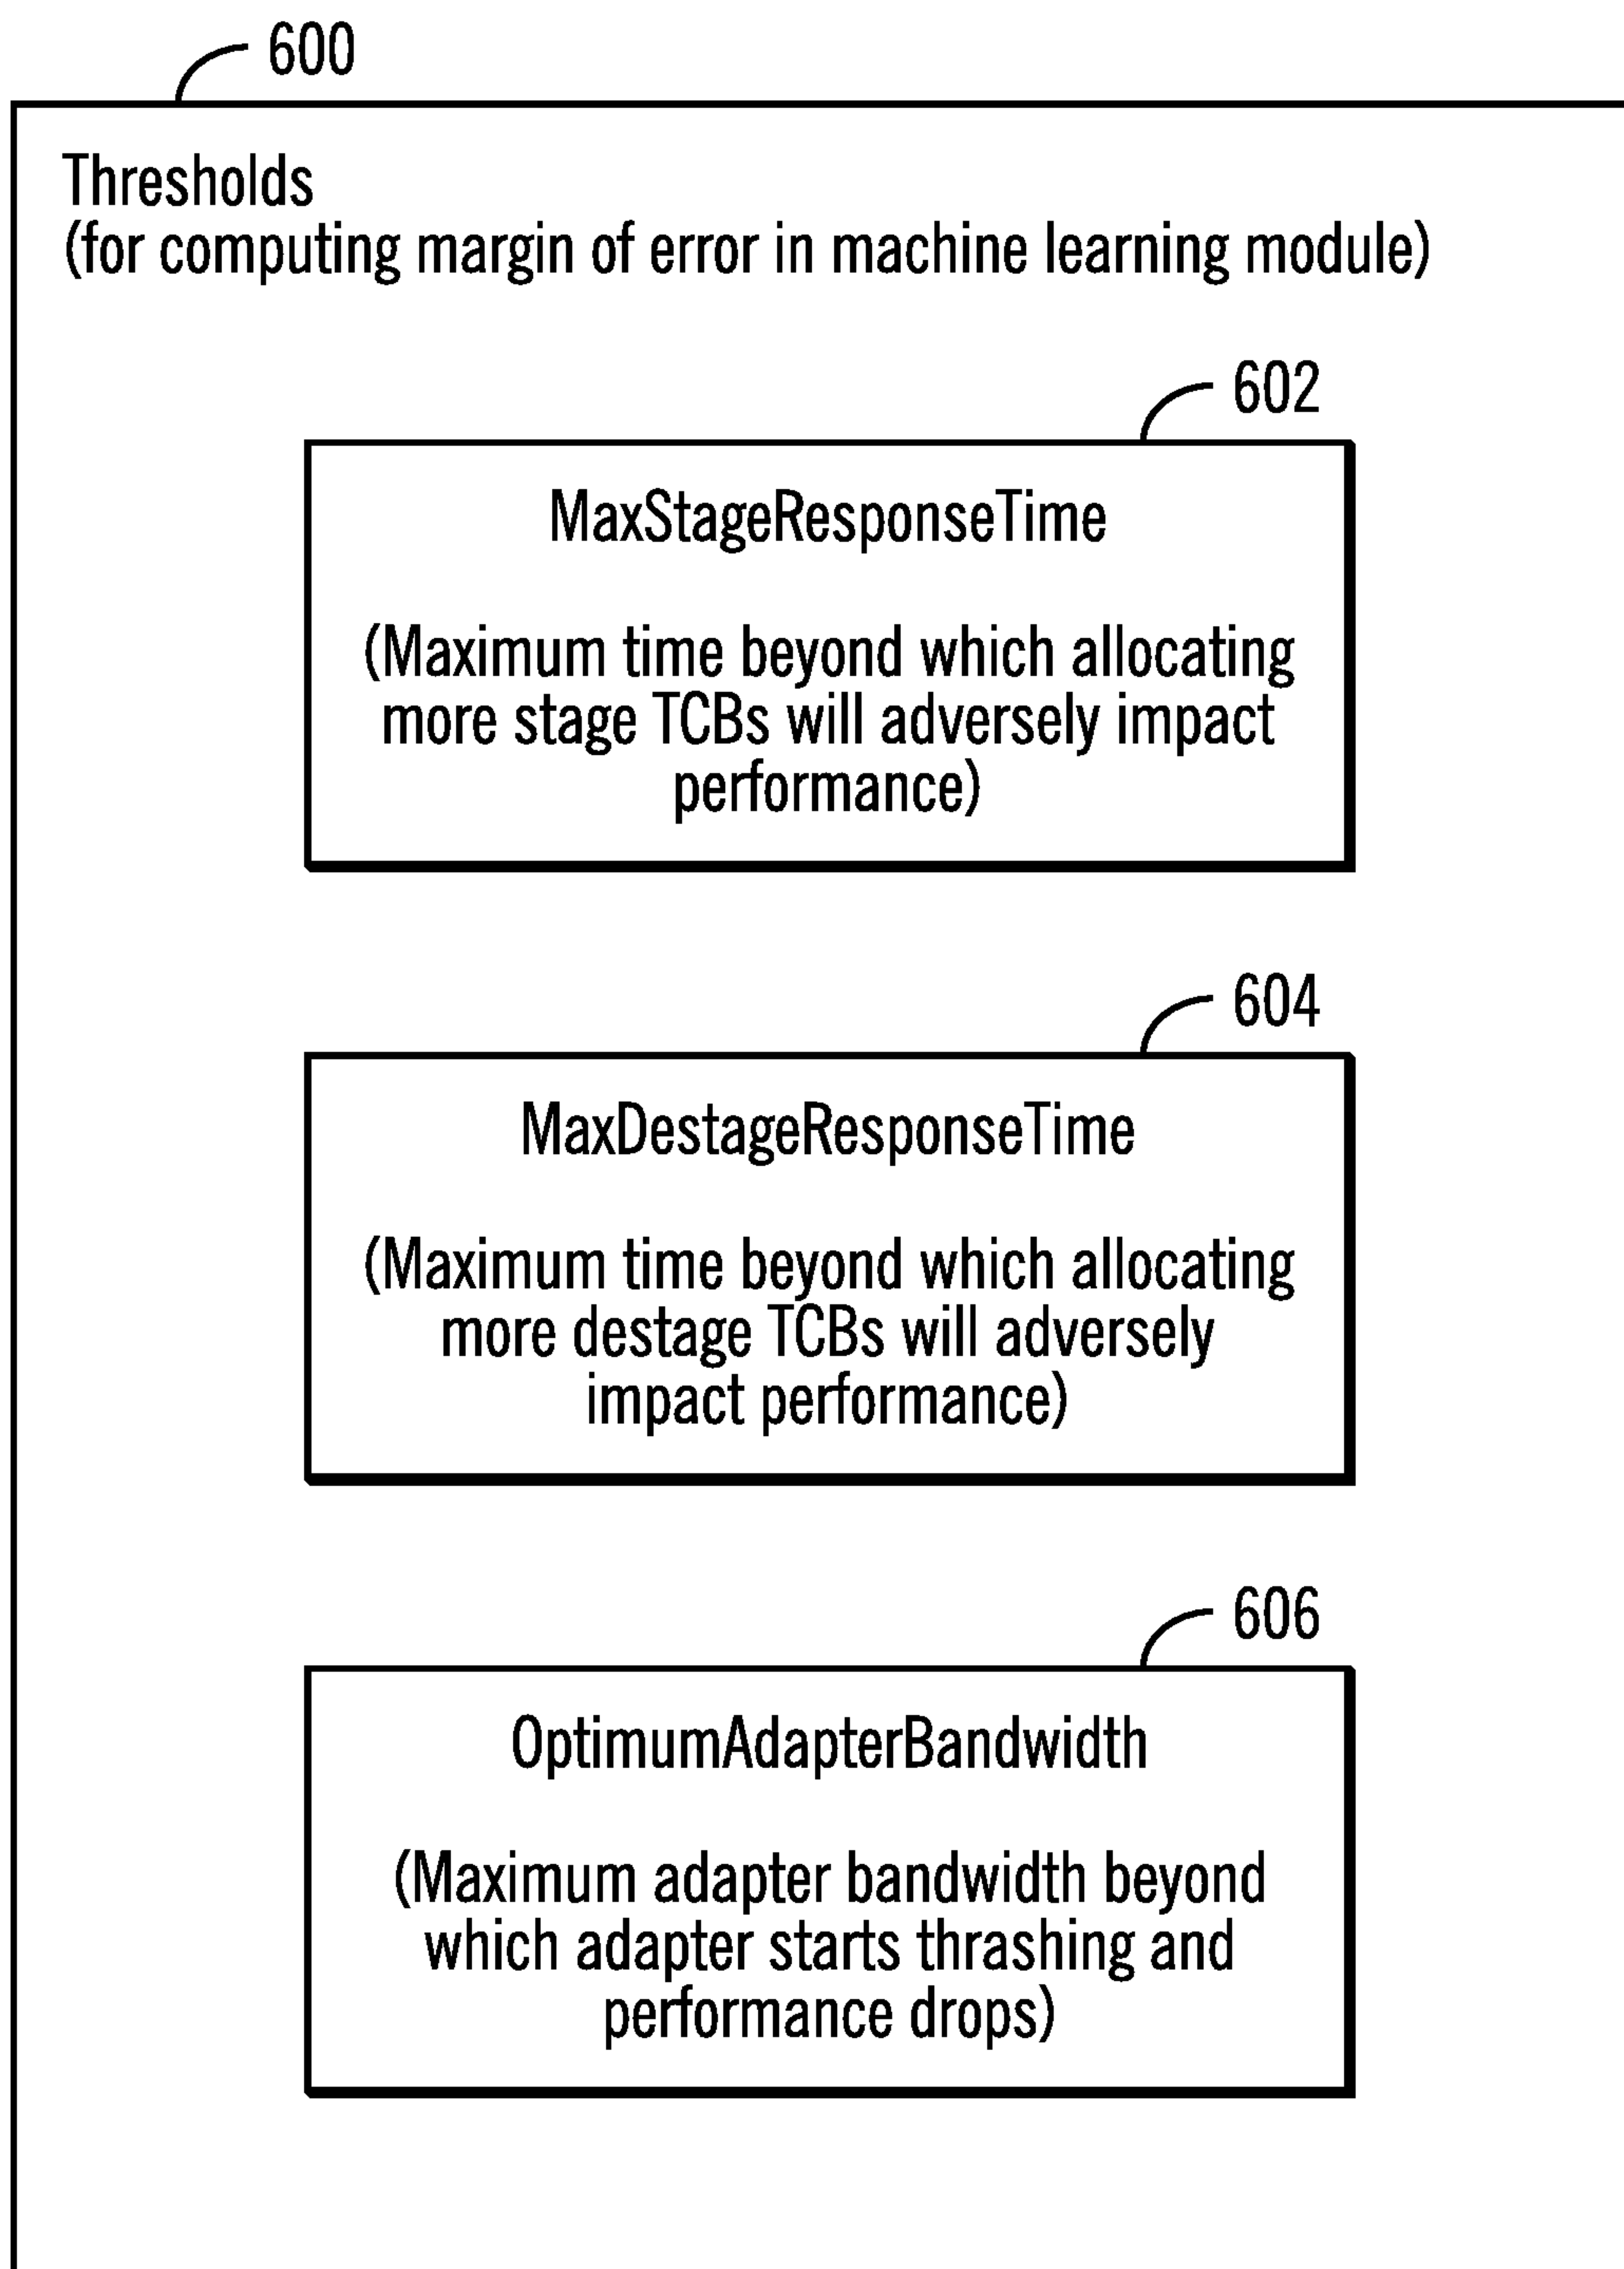 600
Thresholds
(for computing margin of error in machine learning module)
602
MaxStageResponseTime
(Maximum time beyond which allocating
more stage TCBs will adversely impact
performance)
604
MaxDestageResponseTime
(Maximum time beyond which allocating
more destage TCBs will adversely
impact performance)
606
OptimumAdapterBandwidth
(Maximum adapter bandwidth beyond
which adapter starts thrashing and
performance drops)